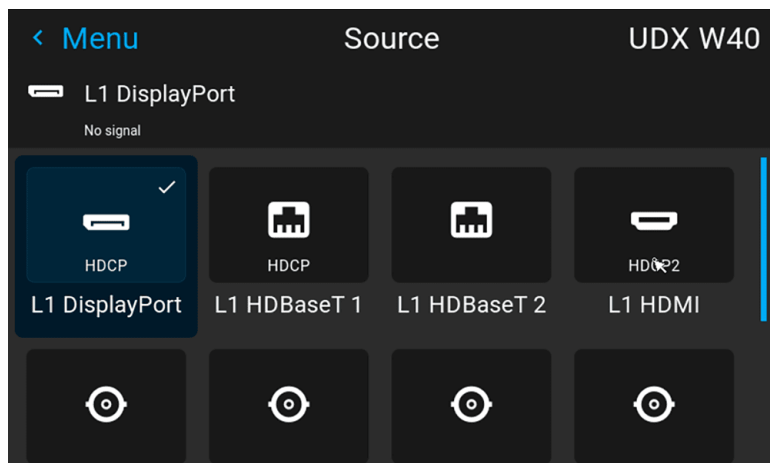 Menu
Source
UDX W40
L1 DisplayPort
No signal
HDCP
HDCP
HDCP2
L1 DisplayPort
L1 HDBaseT 1
L1 HDBaseT 2
L1 HDMI